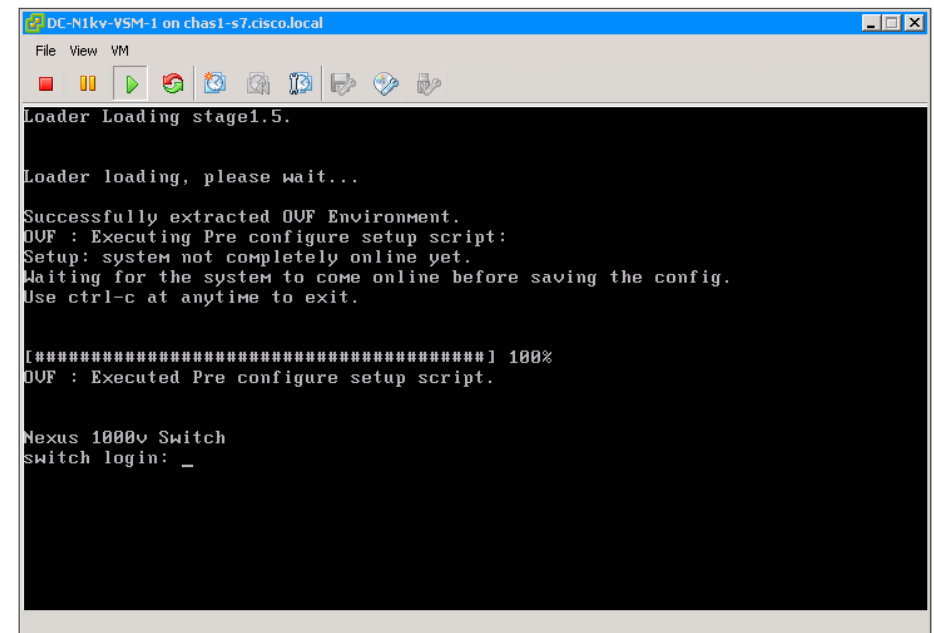 DC-N1kv-VSM-1 on chas1-s7.cisco.local
File View VM
Loader Loading stage1.5.
Loader loading, please wait...
Successfully extracted OVF Environment.
OVF : Executing Pre configure setup script:
Setup: system not completely online yet.
Waiting for the system to come online before saving the config.
Use ctrl-c at anytime to exit.
[########################################] 100%
OVF : Executed Pre configure setup script.
Nexus 1000v Switch
switch login: _